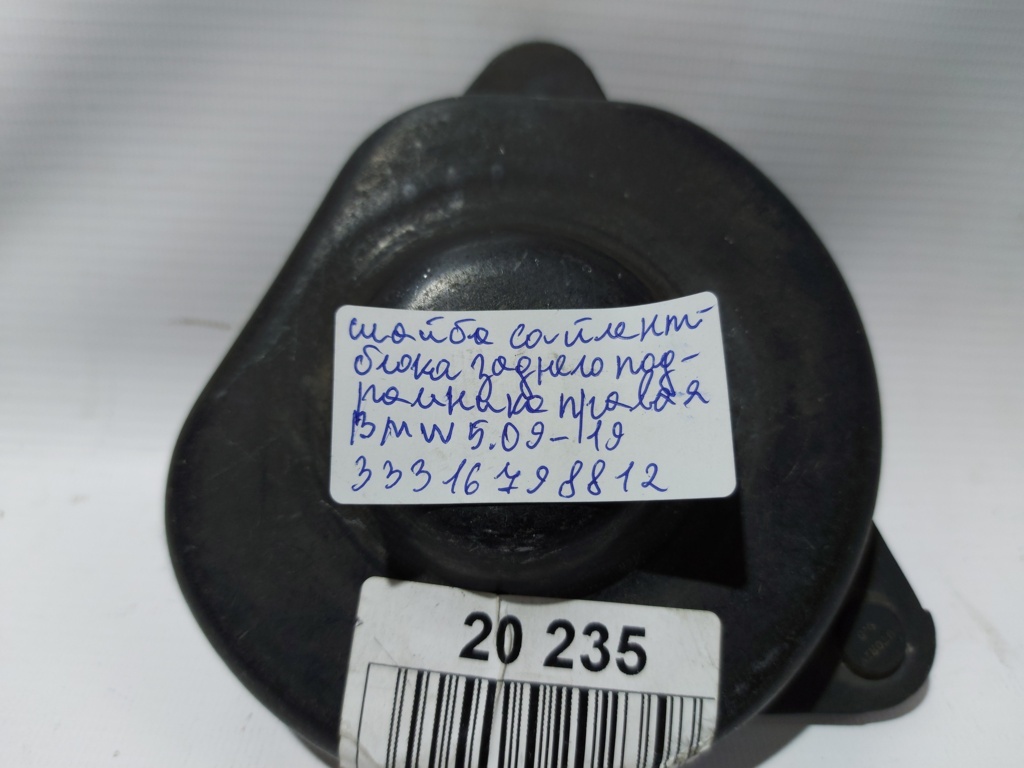 шайба сайлент-
блока заднего под-
рамника правая
BMW 5.09-19
33316798812
20 235